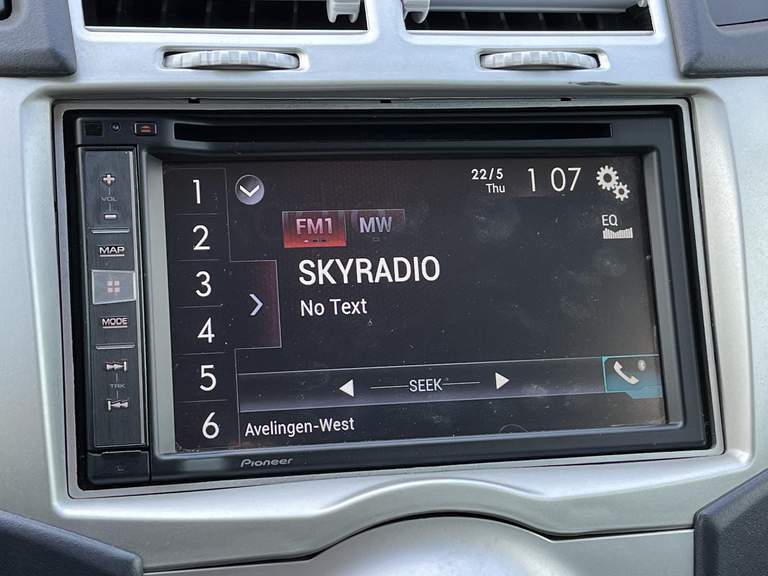 22/5
Thu
1 07
1
2
3
4
5
6
FM1 MW
EQ
SKYRADIO
No Text
SEEK
Avelingen-West
+
VOL
-
MAP
MODE
TRK
Pioneer